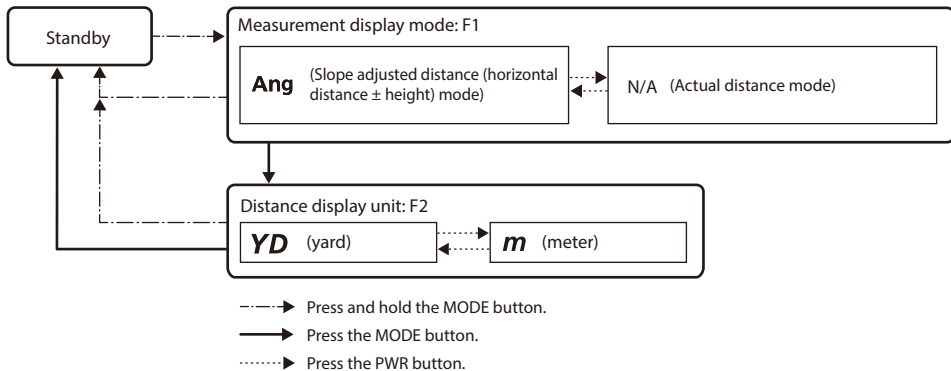 Standby
Measurement display mode: F1
Ang
(Slope adjusted distance (horizontal
distance ± height) mode)
N/A (Actual distance mode)
Distance display unit: F2
YD (yard)
m (meter)
Press and hold the MODE button.
Press the MODE button.
Press the PWR button.